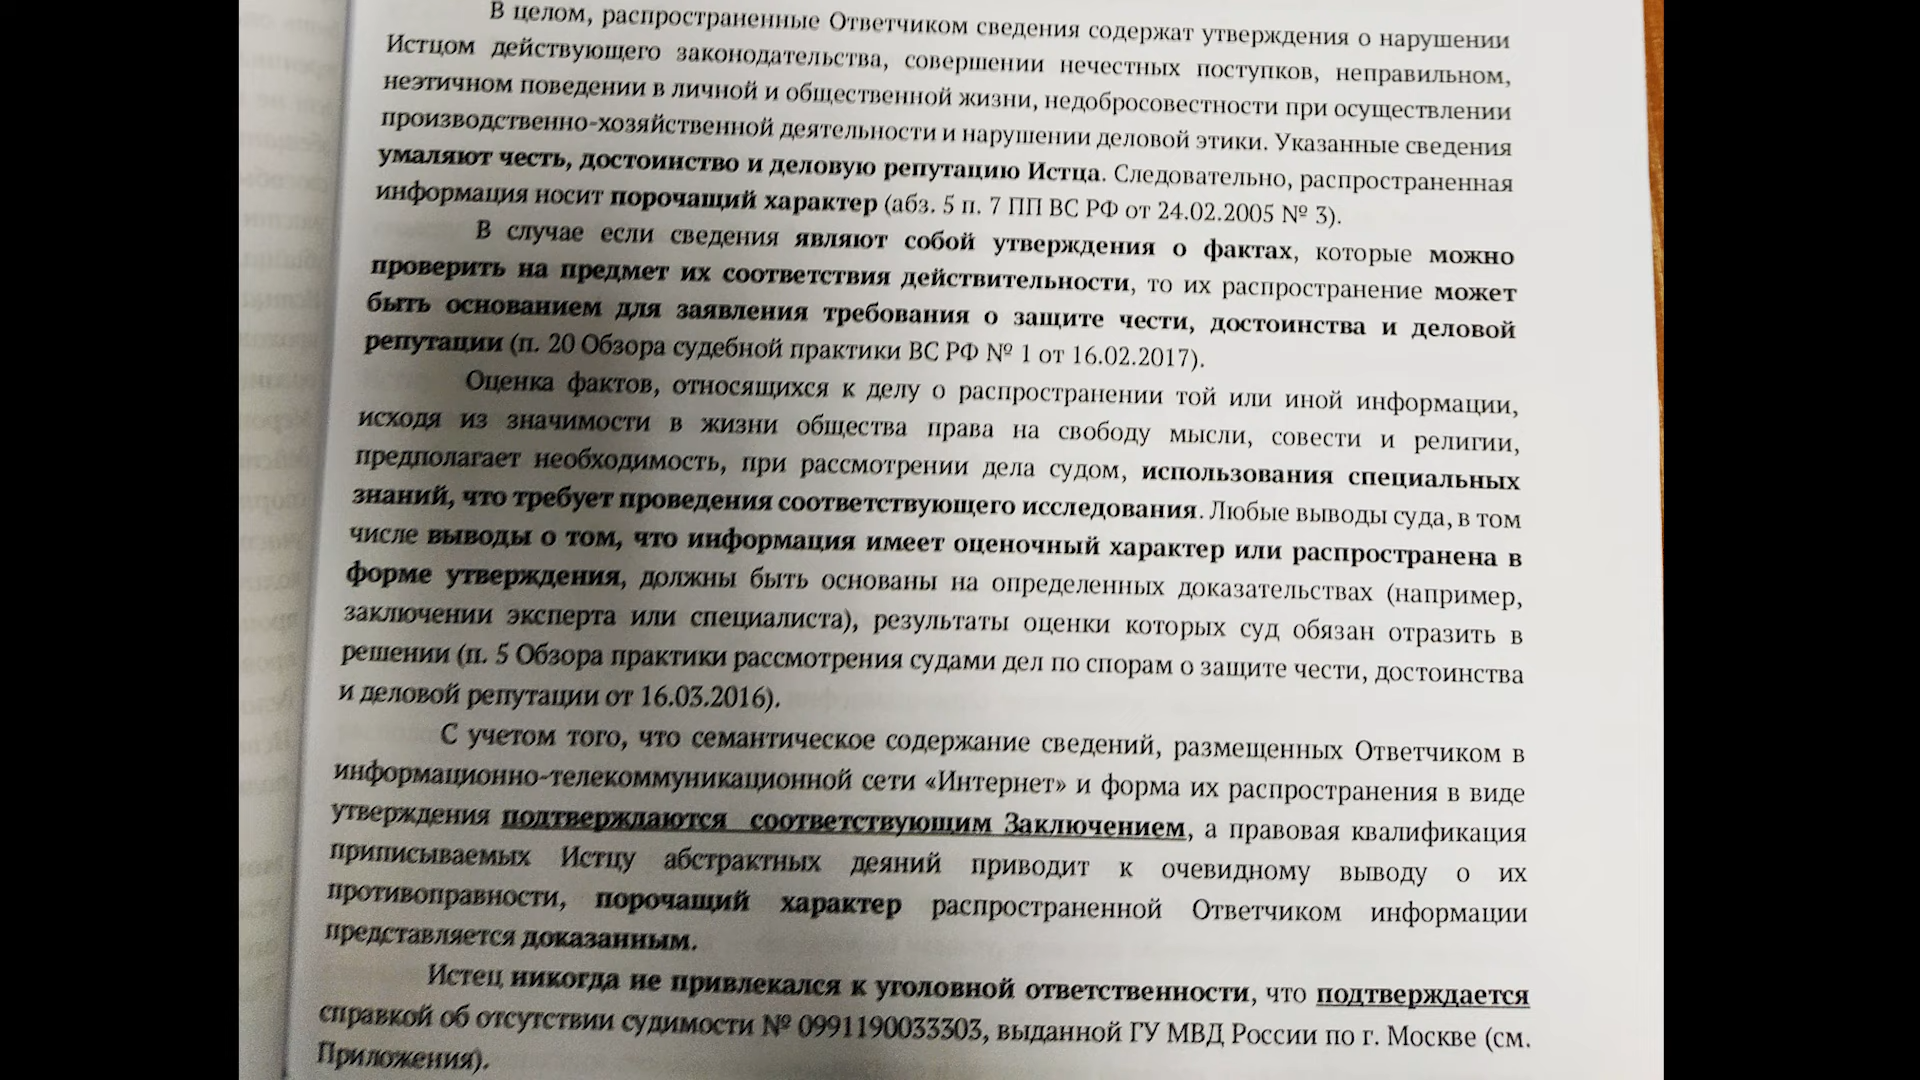 В целом, распространенные Ответчиком сведения содержат утверждения о нарушении
Истцом действующего законодательства, совершении нечестных поступков, неправильном,
неэтичном поведении в личной и общественной жизни, недобросовестности при осуществлении
производственно-хозяйственной деятельности и нарушении деловой этики. Указанные сведения
умаляют честь, достоинство и деловую репутацию Истца. Следовательно, распространенная
информация носит порочащий характер (абз. 5 п. 7 ПП ВС РФ от 24.02.2005 № 3).
В случае если сведения являют собой утверждения о фактах, которые можно
проверить на предмет их соответствия действительности, то их распространение может
быть основанием для заявления требования о защите чести, достоинства и деловой
репутации (п. 20 Обзора судебной практики ВС РФ № 1 от 16.02.2017).
Оценка фактов, относящихся к делу о распространении той или иной информации,
исходя из значимости в жизни общества права на свободу мысли, совести и религии,
предполагает необходимость, при рассмотрении дела судом, использования специальных
знаний, что требует проведения соответствующего исследования. Любые выводы суда, в том
числе выводы о том, что информация имеет оценочный характер или распространена в
форме утверждения, должны быть основаны на определенных доказательствах (например,
заключении эксперта или специалиста), результаты оценки которых суд обязан отразить в
решении (п. 5 Обзора практики рассмотрения судами дел по спорам о защите чести, достоинства
и деловой репутации от 16.03.2016).
С учетом того, что семантическое содержание сведений, размещенных Ответчиком в
информационно-телекоммуникационной сети «Интернет» и форма их распространения в виде
утверждения подтверждаются соответствующим Заключением, а правовая квалификация
приписываемых Истцу абстрактных деяний приводит к очевидному выводу о их
противоправности, порочащий характер распространенной Ответчиком информации
представляется доказанным.
Истец никогда не привлекался к уголовной ответственности, что подтверждается
справкой об отсутствии судимости № 0991190033303, выданной ГУ МВД России по г. Москве (см.
Приложения).